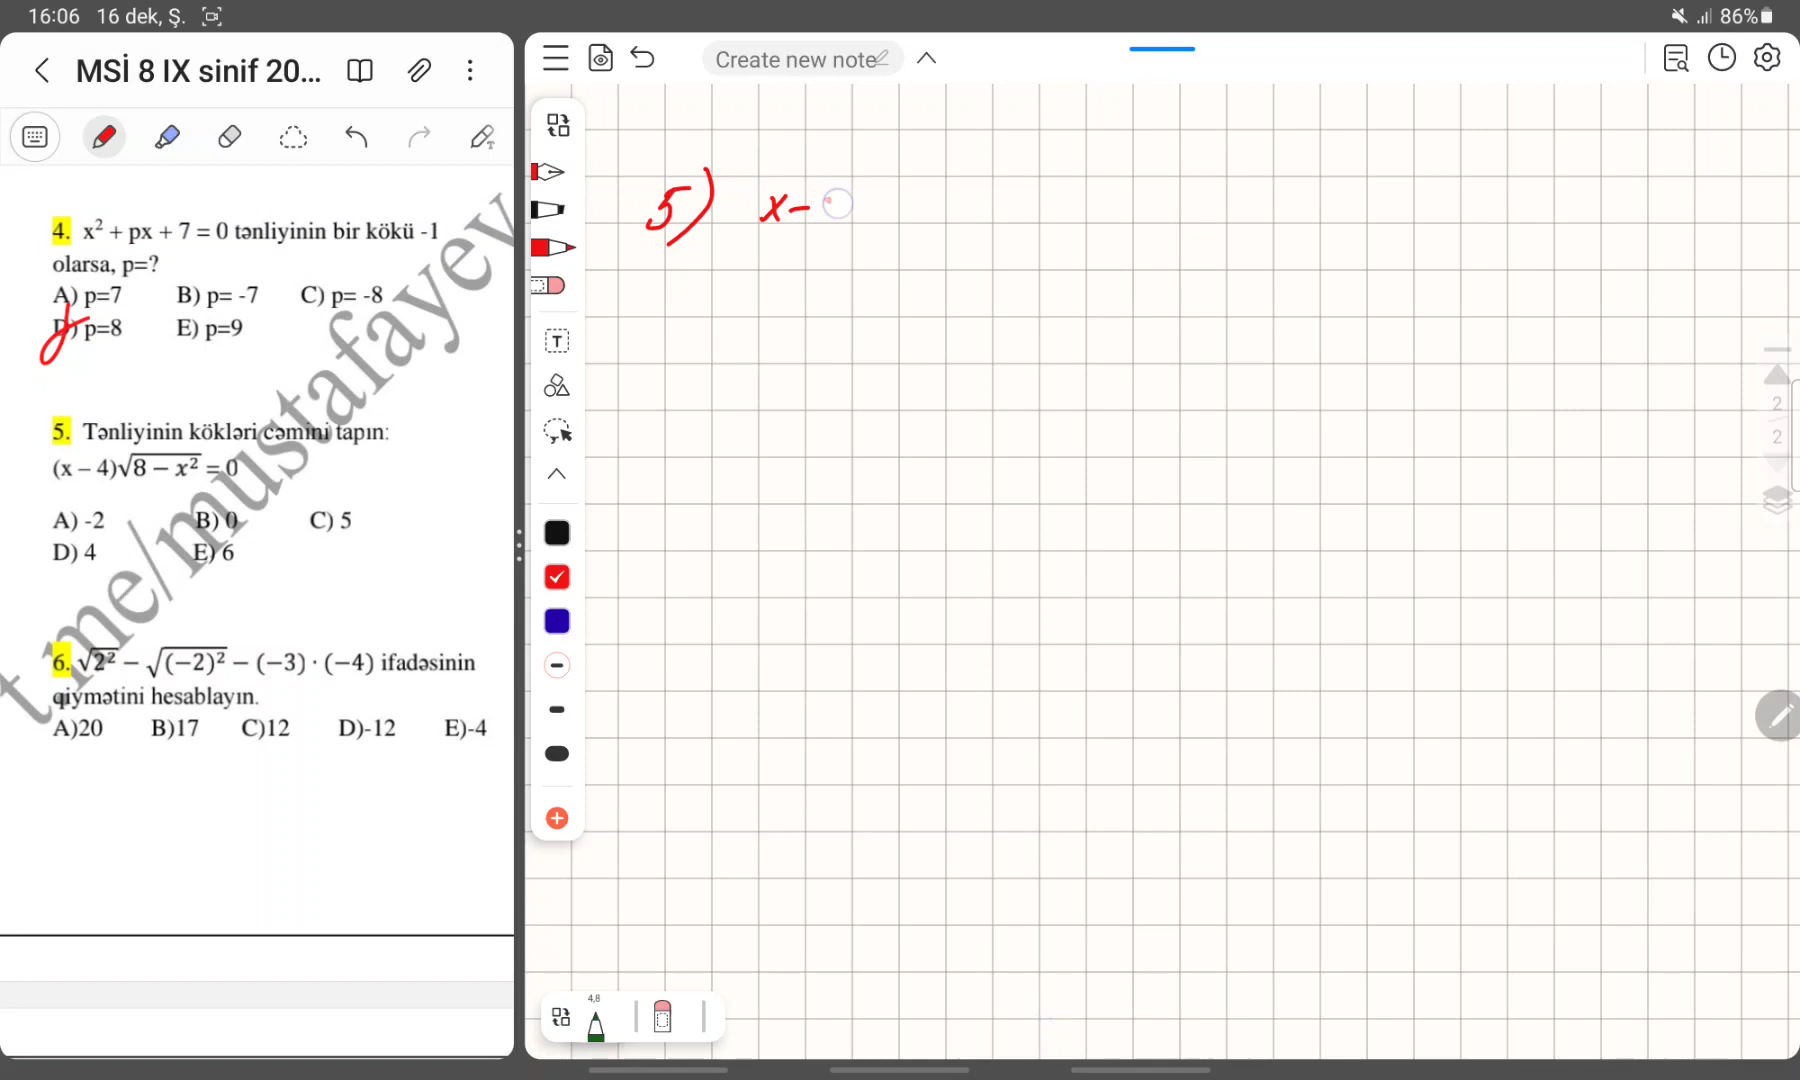 16:06 16 dek, Ş. 86%
MSİ 8 IX sinif 20...
Create new note
4. x² + px + 7 = 0 tənliyinin bir kökü -1
olarsa, p=?
A) p=7 B) p= -7 C) p= -8
D) p=8 E) p=9
5. Tənliyinin kökləri cəmini tapın:
(x – 4)√8 − x² = 0
A) -2 B) 0 C) 5
D) 4 E) 6
6. √2² − √(−2)² − (−3) · (−4) ifadəsinin
qiymətini hesablayın.
A)20 B)17 C)12 D)-12 E)-4
t.me/mustafayev
5) x-
T
2
2
4,8